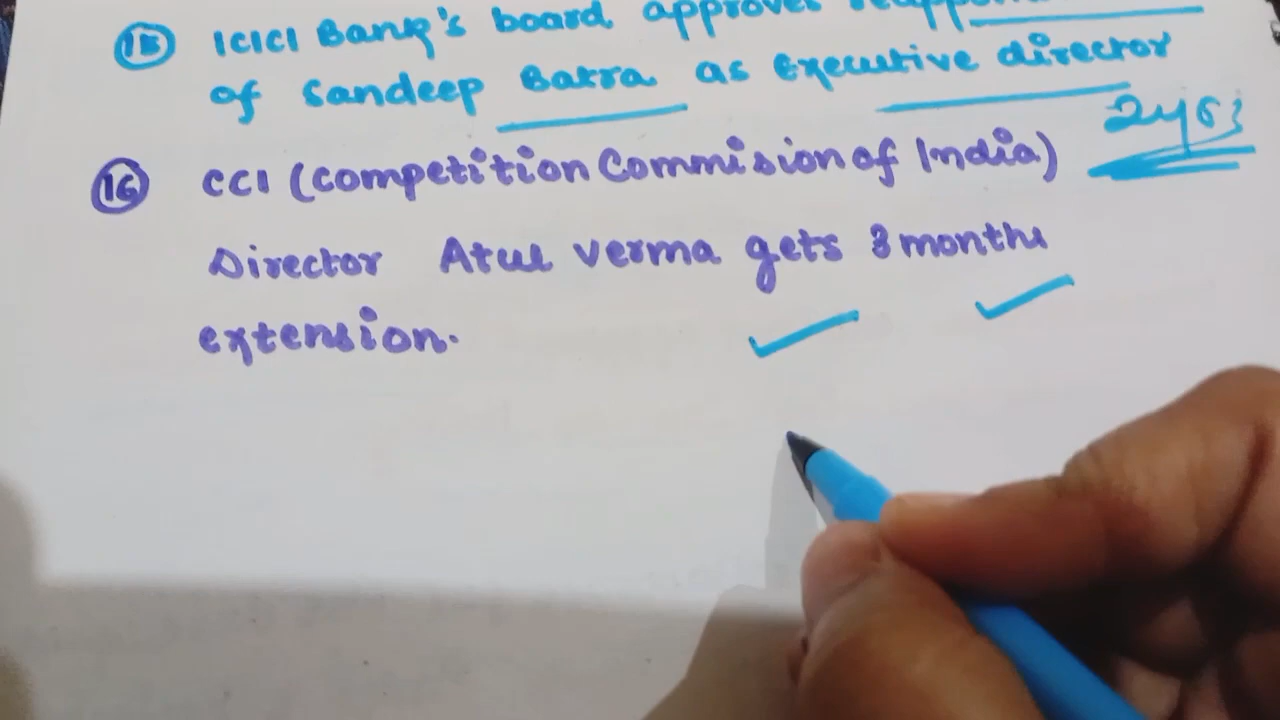 15 ICICI Bank's board approves
of Sandeep Batra as Executive director
2yrs
16 CCI (Competition Commision of India)
Director Atul Verma gets 3 months
extension.